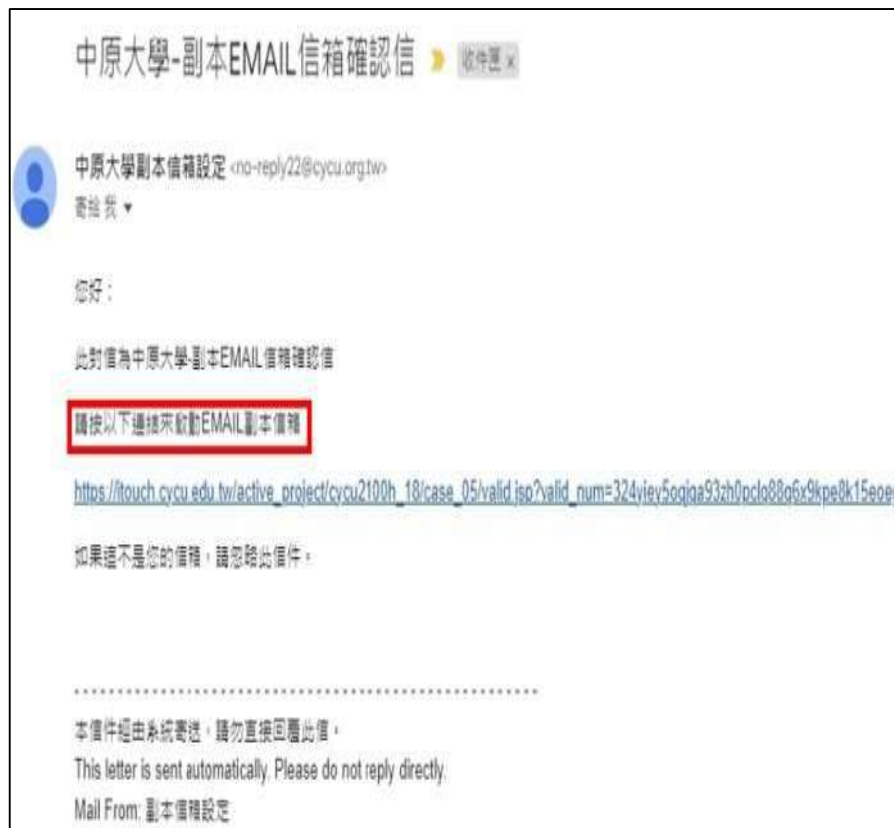 中原大學-副本EMAIL信箱確認信
收件匣 x
中原大學副本信箱設定 <no-reply22@cycu.org.tw>
寄給 我
您好：
此封信為中原大學-副本EMAIL信箱確認信
請按以下連結來啟動EMAIL副本信箱
https://itouch.cycu.edu.tw/active_project/cycu2100h_18/case_05/valid.jsp?valid_num=
如果這不是您的信箱，請忽略此信件。
本信件經由系統寄送，請勿直接回覆此信。
This letter is sent automatically. Please do not reply directly.
Mail From: 副本信箱設定